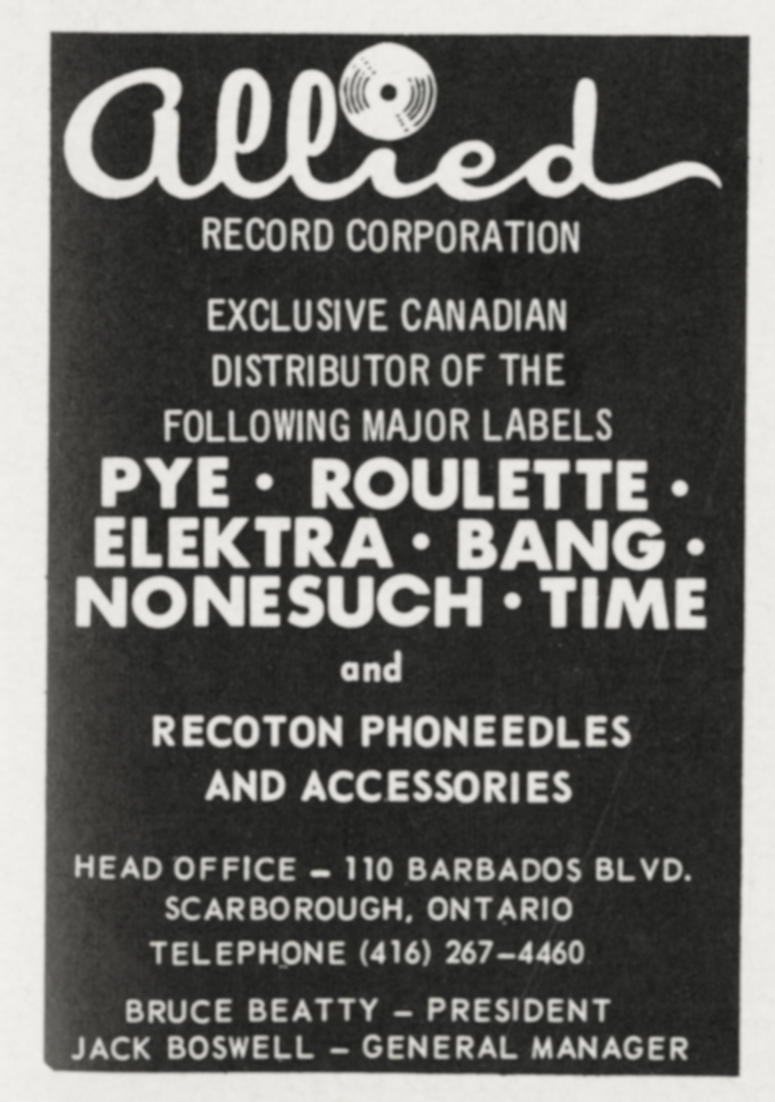 allied
RECORD CORPORATION
EXCLUSIVE CANADIAN
DISTRIBUTOR OF THE
FOLLOWING MAJOR LABELS
PYE • ROULETTE •
ELEKTRA • BANG •
NONESUCH • TIME
and
RECOTON PHONEEDLES
AND ACCESSORIES
HEAD OFFICE – 110 BARBADOS BLVD.
SCARBOROUGH, ONTARIO
TELEPHONE (416) 267–4460
BRUCE BEATTY – PRESIDENT
JACK BOSWELL – GENERAL MANAGER